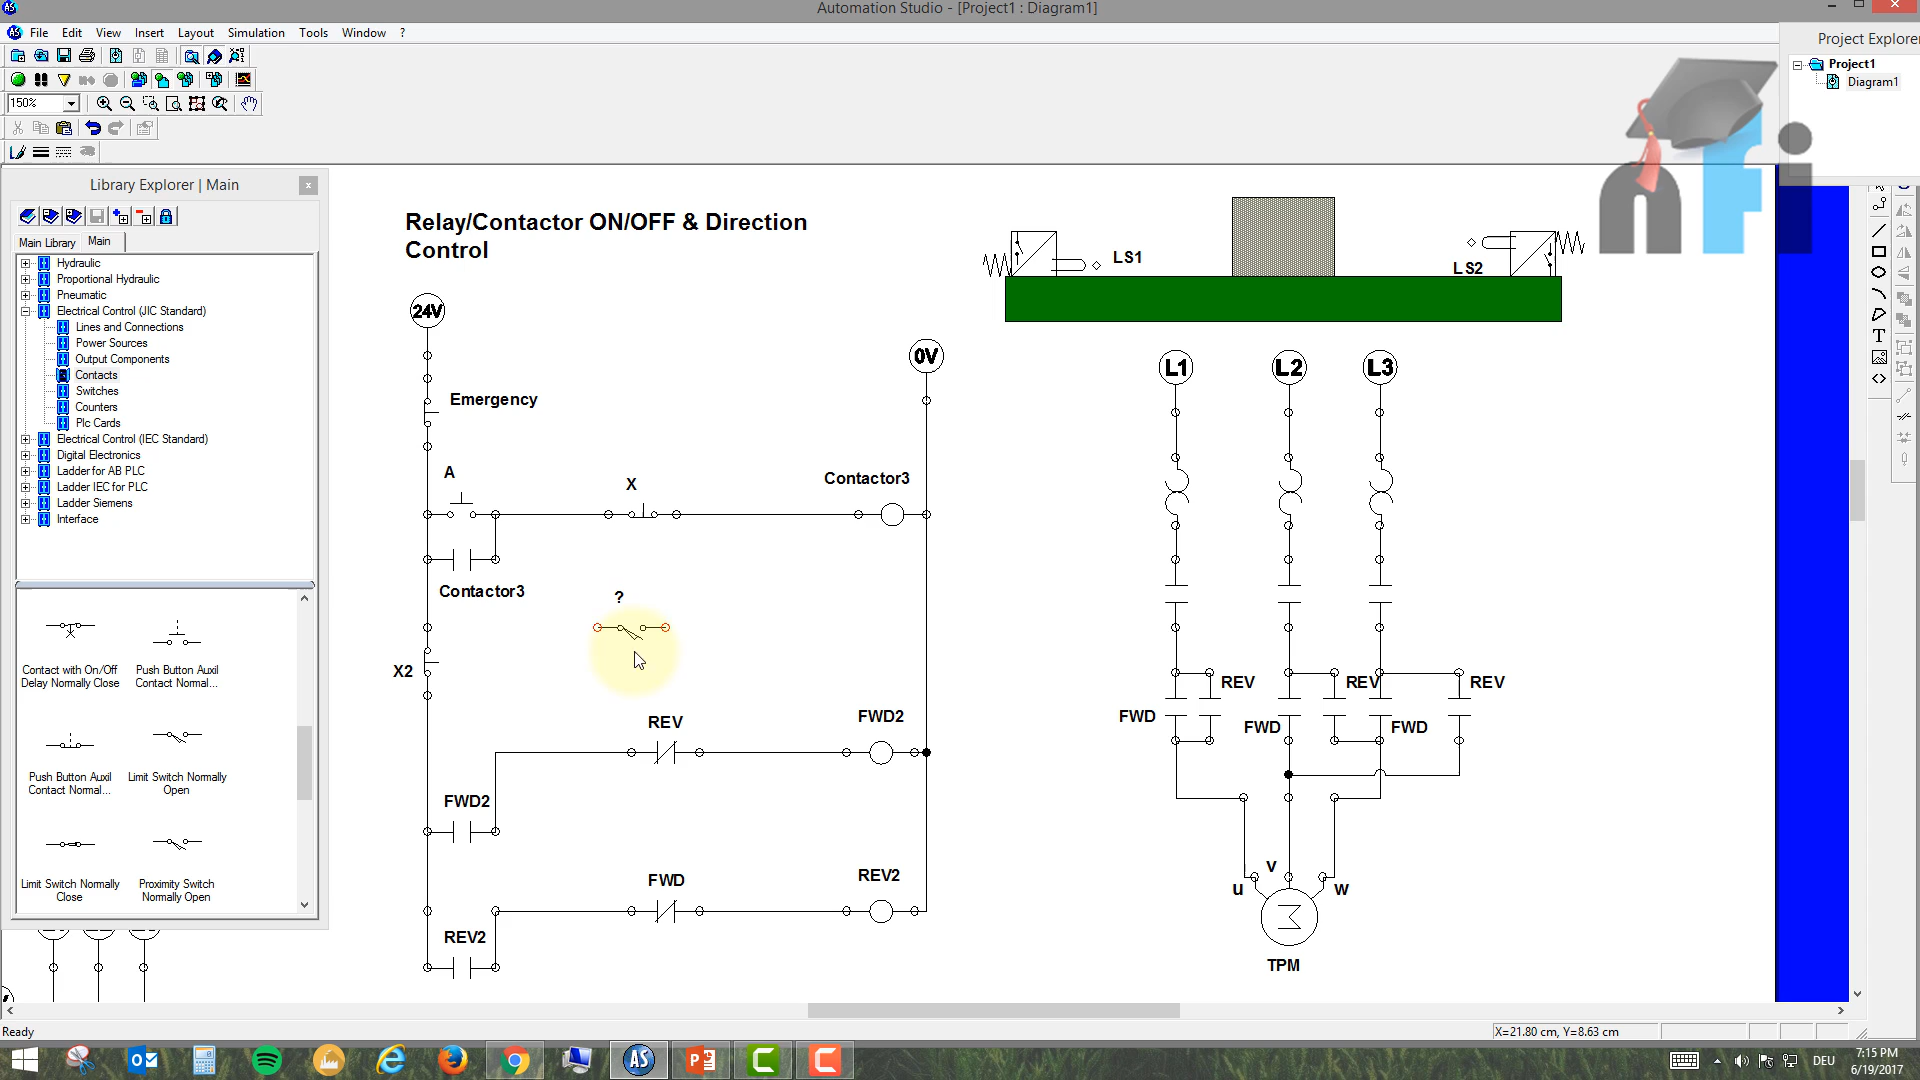 Automation Studio - [Project1 : Diagram1]
File Edit View Insert Layout Tools Simulation Window ?
Project Explorer
Project1
Diagram1
nfi
150%
Library Explorer | Main
Main Library Main
Hydraulic
Proportional Hydraulic
Pneumatic
Electrical Control (JIC Standard)
Lines and Connections
Power Sources
Output Components
Contacts
Switches
Counters
Plc Cards
Electrical Control (IEC Standard)
Digital Electronics
Ladder for AB PLC
Ladder IEC for PLC
Ladder Siemens
Interface
Contact with On/Off
Delay Normally Close
Push Button Auxil
Contact Normal...
Push Button Auxil
Contact Normal...
Limit Switch Normally
Open
Limit Switch Normally
Close
Proximity Switch
Normally Open
Relay/Contactor ON/OFF & Direction
Control
24V
0V
Emergency
A
X
Contactor3
Contactor3
?
X2
REV
FWD2
FWD2
FWD
REV2
REV2
LS1
LS2
L1 L2 L3
REV REV REV
FWD FWD FWD
V
u w
TPM
Ready
X=21.80 cm, Y=8.63 cm
DEU
7:15 PM
6/19/2017